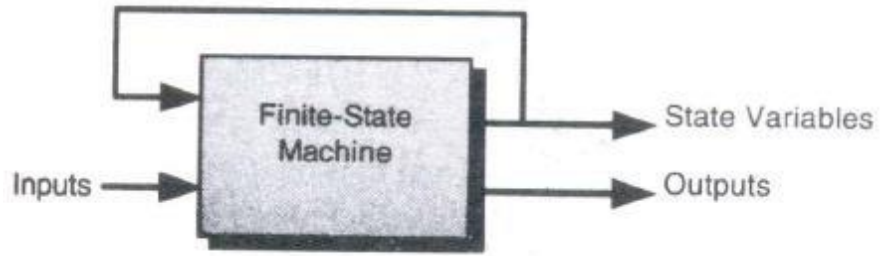 Finite-State
Machine
State Variables
Inputs
Outputs